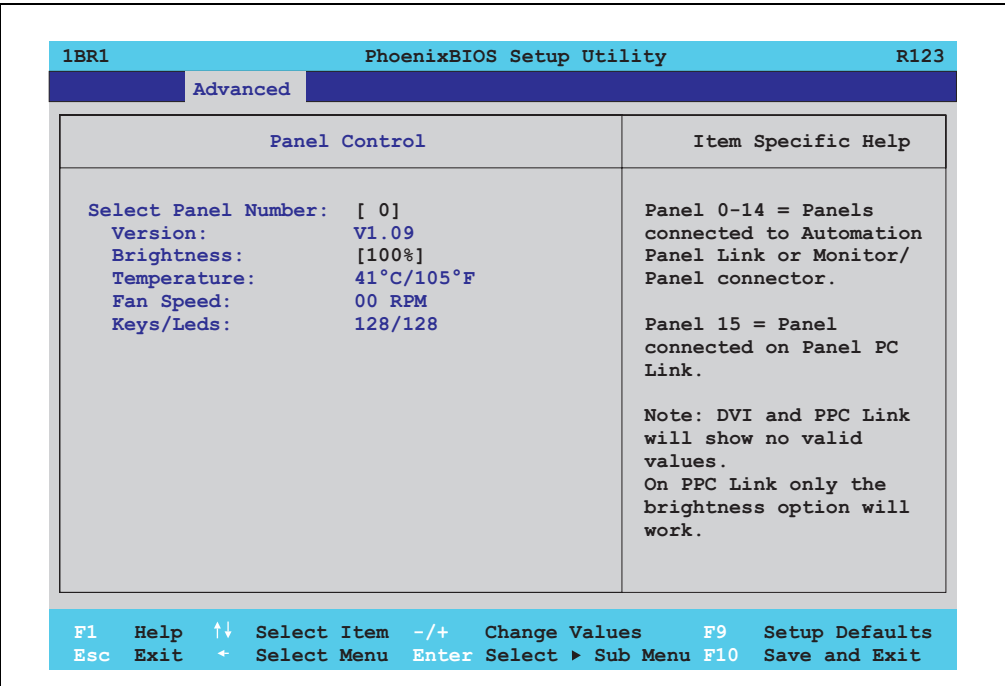 1BR1 PhoenixBIOS Setup Utility R123
Advanced
Panel Control
Select Panel Number: [ 0]
Version: V1.09
Brightness: [100%]
Temperature: 41°C/105°F
Fan Speed: 00 RPM
Keys/Leds: 128/128
Item Specific Help
Panel 0-14 = Panels
connected to Automation
Panel Link or Monitor/
Panel connector.
Panel 15 = Panel
connected on Panel PC
Link.
Note: DVI and PPC Link
will show no valid
values.
On PPC Link only the
brightness option will
work.
F1 Help ↑↓ Select Item -/+ Change Values F9 Setup Defaults
Esc Exit ← Select Menu Enter Select ▶ Sub Menu F10 Save and Exit